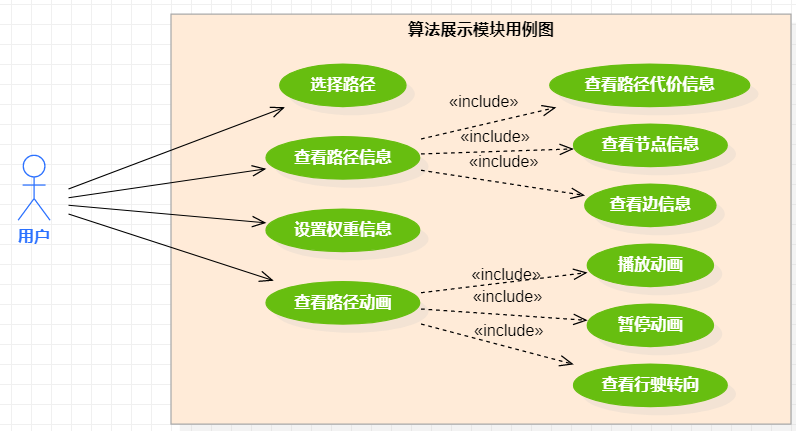 算法展示模块用例图
选择路径
查看路径代价信息
«include»
«include»
查看节点信息
查看路径信息
«include»
查看边信息
用户
设置权重信息
播放动画
«include»
查看路径动画
«include»
暂停动画
«include»
查看行驶转向